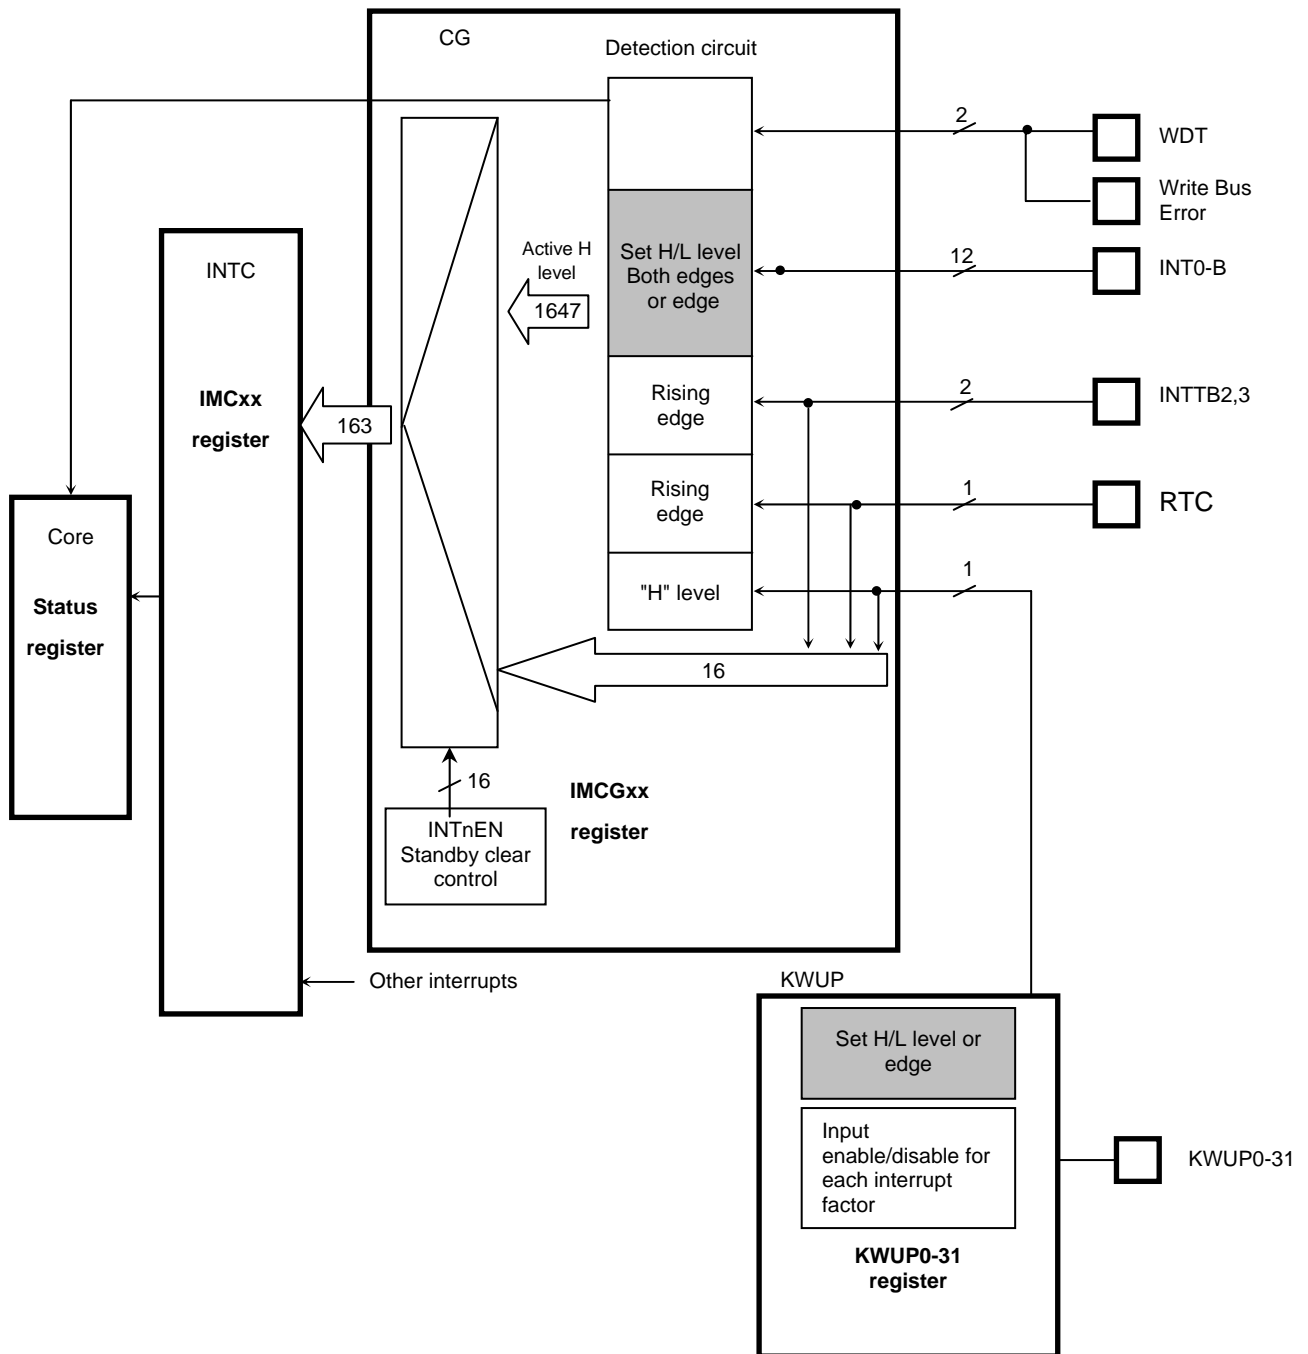 CG
Detection circuit
2
WDT
Write Bus
Error
Set H/L level
Both edges
or edge
Active H
level
1647
12
INT0-B
INTC
IMCxx
register
163
Rising
edge
2
INTTB2,3
Rising
edge
1
RTC
Core
Status
register
"H" level
1
16
16
IMCGxx
register
INTnEN
Standby clear
control
Other interrupts
KWUP
Set H/L level or
edge
Input
enable/disable for
each interrupt
factor
KWUP0-31
KWUP0-31
register